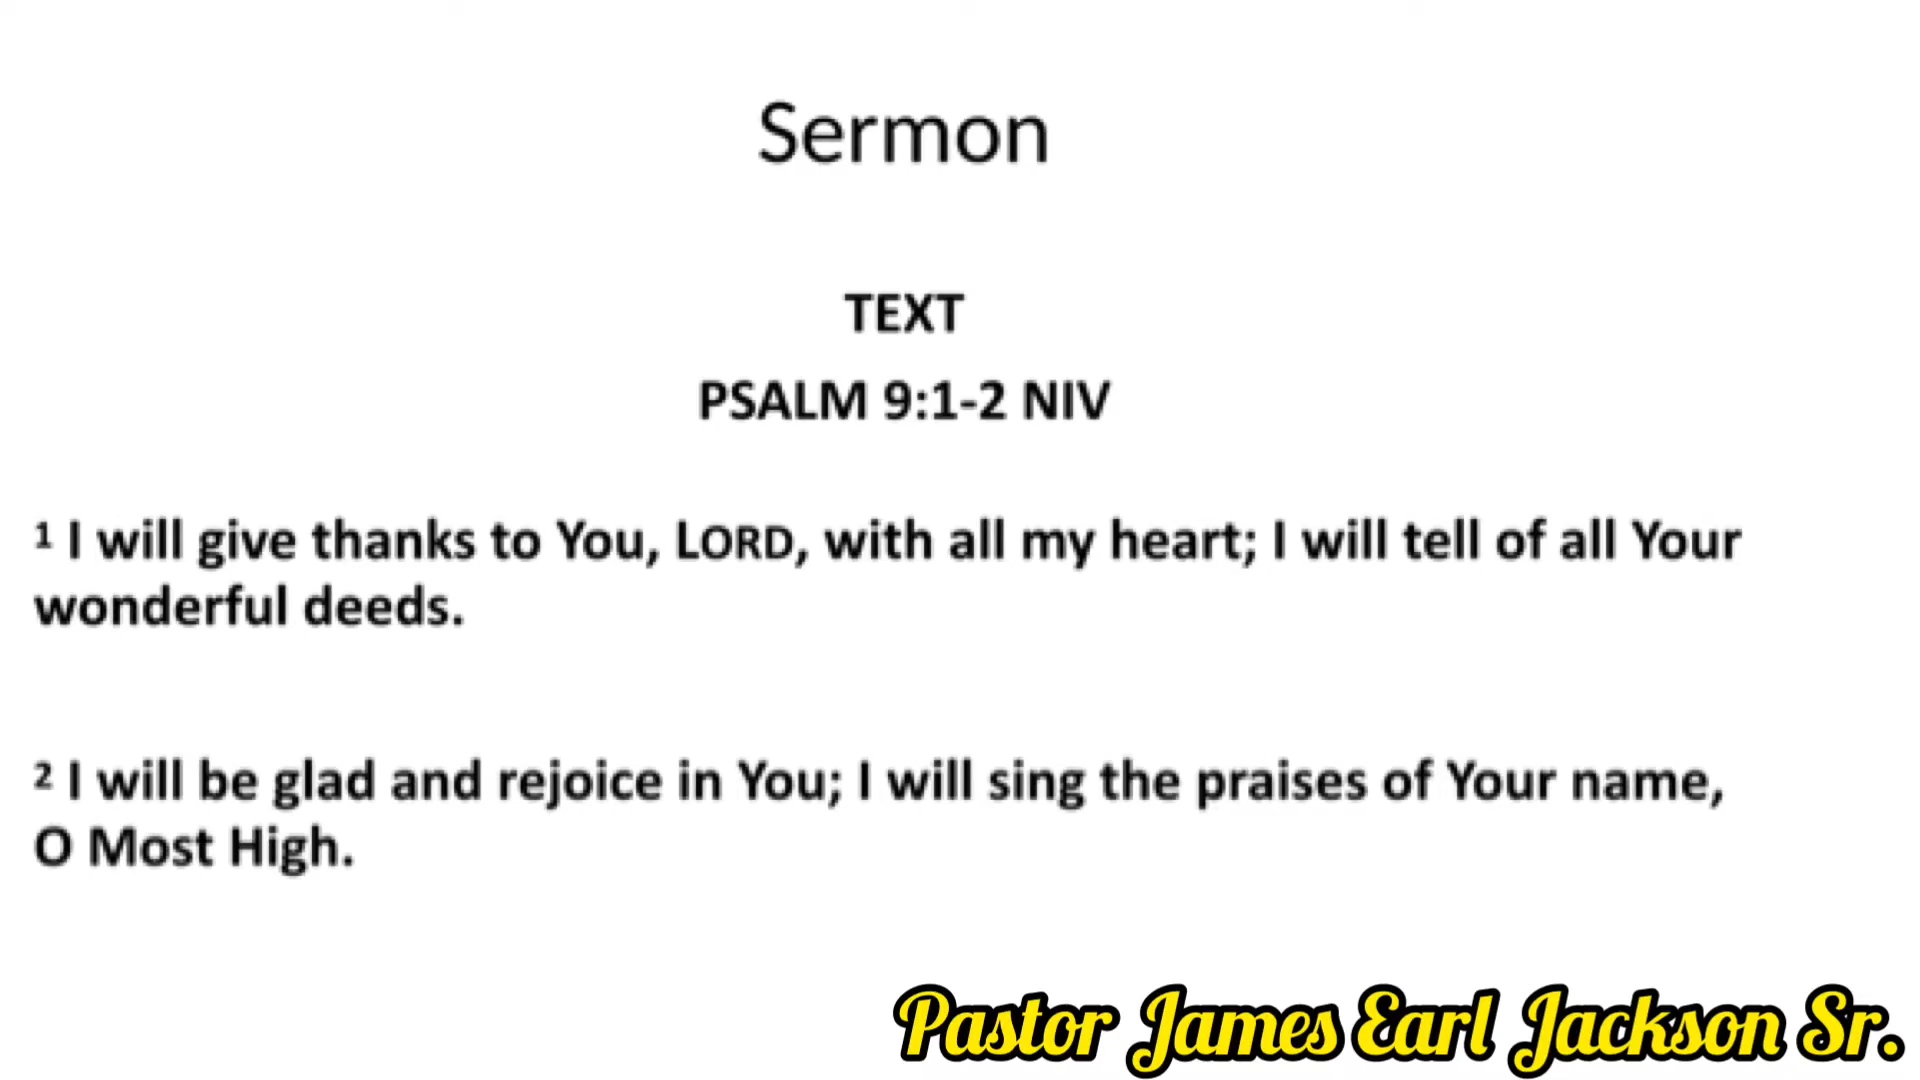 Sermon
TEXT
PSALM 9:1-2 NIV
1 I will give thanks to You, LORD, with all my heart; I will tell of all Your
wonderful deeds.
2 I will be glad and rejoice in You; I will sing the praises of Your name,
O Most High.
Pastor James Earl Jackson Sr.